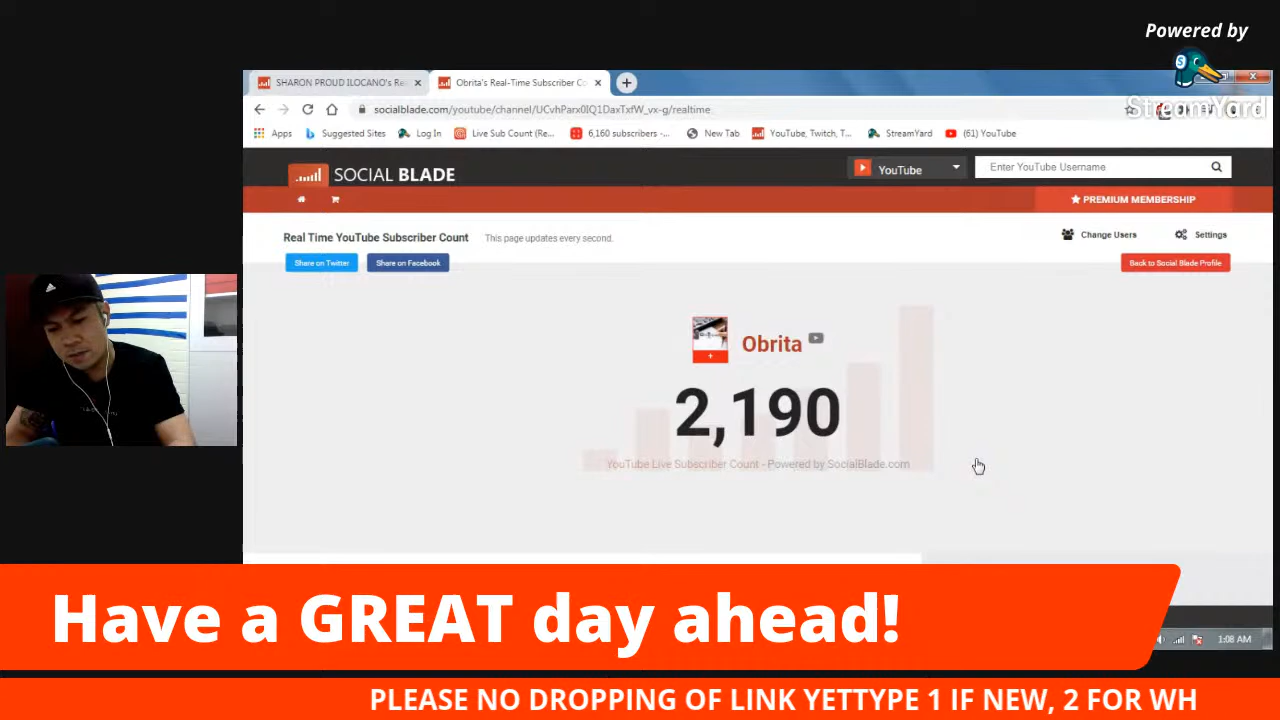 Powered by
StreamYard
SHARON PROUD ILOCANO's Re
Obrita's Real-Time Subscriber Co
socialblade.com/youtube/channel/UCvhParx0IQ1DaxTxfW_vx-g/realtime
Apps
Suggested Sites
Log In
Live Sub Count (Re...
6,160 subscribers -...
New Tab
YouTube, Twitch, T...
StreamYard
(61) YouTube
SOCIAL BLADE
YouTube
Enter YouTube Username
PREMIUM MEMBERSHIP
Real Time YouTube Subscriber Count
This page updates every second.
Change Users
Settings
Share on Twitter
Share on Facebook
Back to Social Blade Profile
Obrita
2,190
YouTube Live Subscriber Count - Powered by SocialBlade.com
Have a GREAT day ahead!
1:08 AM
PLEASE NO DROPPING OF LINK YETTYPE 1 IF NEW, 2 FOR WH